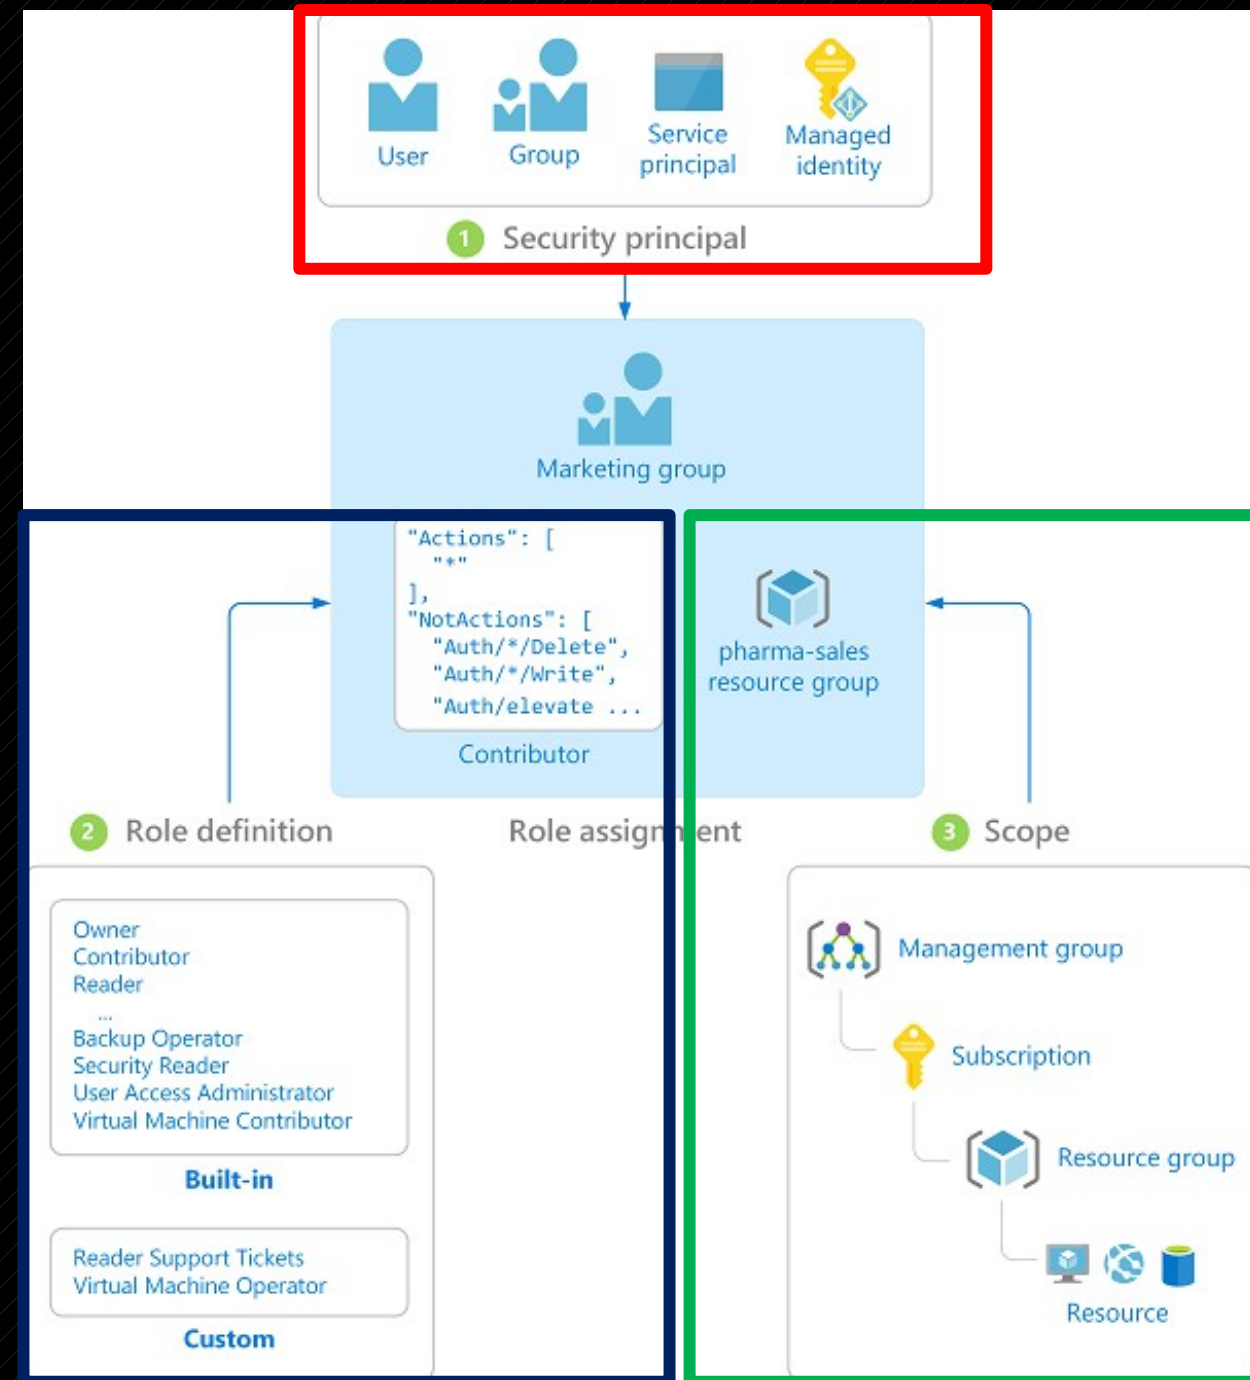 User
Group
Service
principal
Managed
identity
1 Security principal
Marketing group
"Actions": [
"*"
],
"NotActions": [
"Auth/*/Delete",
"Auth/*/Write",
"Auth/elevate ...
Contributor
pharma-sales
resource group
2 Role definition
Role assignment
3 Scope
Owner
Contributor
Reader
...
Backup Operator
Security Reader
User Access Administrator
Virtual Machine Contributor
Built-in
Reader Support Tickets
Virtual Machine Operator
Custom
Management group
Subscription
Resource group
Resource